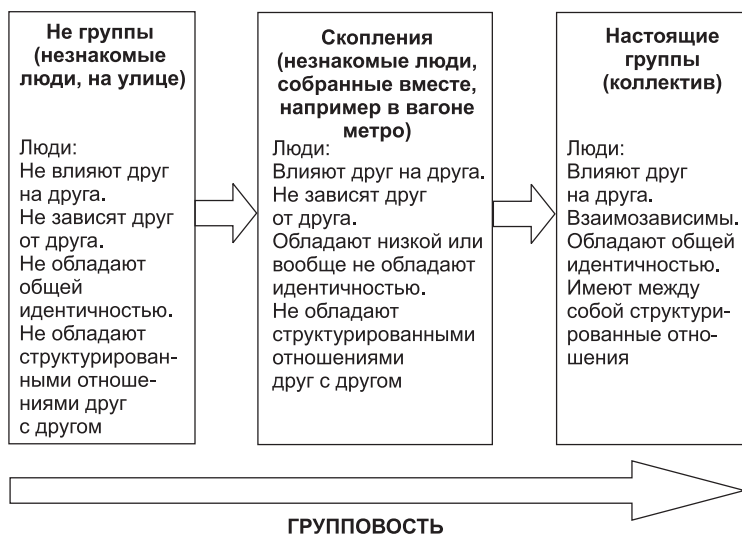 Не группы
(незнакомые
люди, на улице)
Люди:
Не влияют друг
на друга.
Не зависят друг
от друга.
Не обладают
общей
идентичностью.
Не обладают
структурирован-
ными отноше-
ниями друг
с другом
Скопления
(незнакомые люди,
собранные вместе,
например в вагоне
метро)
Люди:
Влияют друг на друга.
Не зависят друг
от друга.
Обладают низкой или
вообще не обладают
идентичностью.
Не обладают
структурированными
отношениями
друг с другом
Настоящие
группы
(коллектив)
Люди:
Влияют друг
на друга.
Взаимозависимы.
Обладают общей
идентичностью.
Имеют между
собой структури-
рованные отно-
шения
ГРУППОВОСТЬ